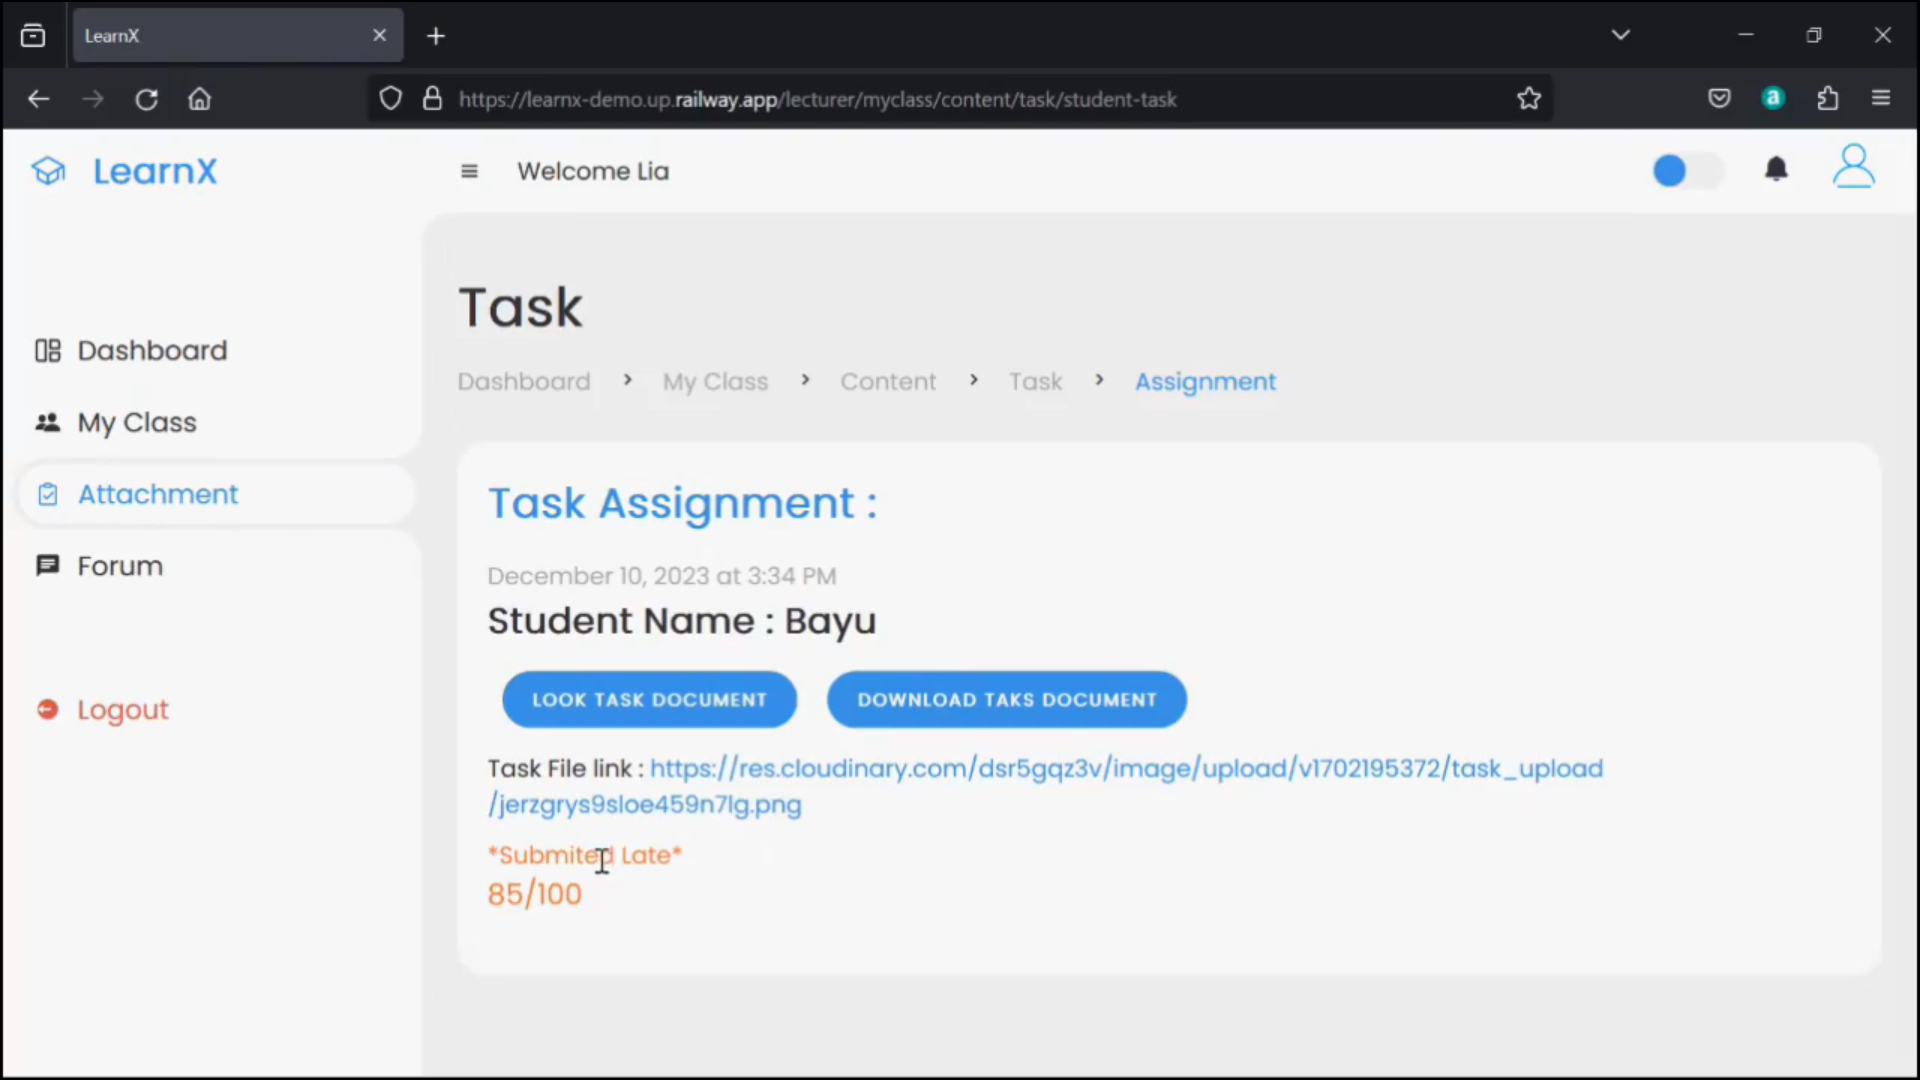 LearnX
https://learnx-demo.up.railway.app/lecturer/myclass/content/task/student-task
a
LearnX
Welcome Lia
Dashboard
My Class
Attachment
Forum
Logout
Task
Dashboard > My Class > Content > Task > Assignment
Task Assignment :
December 10, 2023 at 3:34 PM
Student Name : Bayu
LOOK TASK DOCUMENT
DOWNLOAD TAKS DOCUMENT
Task File link : https://res.cloudinary.com/dsr5gqz3v/image/upload/v1702195372/task_upload
/jerzgrys9sloe459n7lg.png
*Submited Late*
85/100